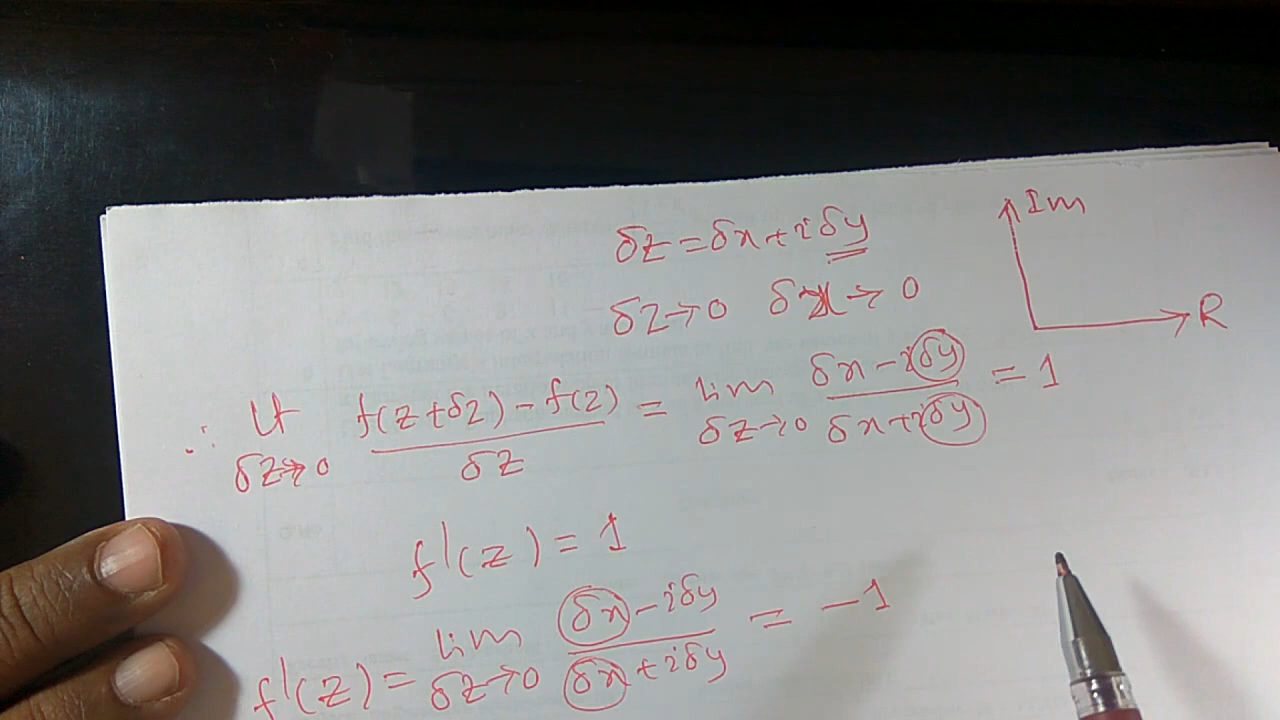 δz = δx + iδy
Im
δz → 0 δx → 0
R
∴ lt δz→0 f(z+δz) - f(z) / δz = lim δz→0 δx - iδy / δx + iδy = 1
f'(z) = 1
f'(z) = lim δz→0 δx - iδy / δx + iδy = -1